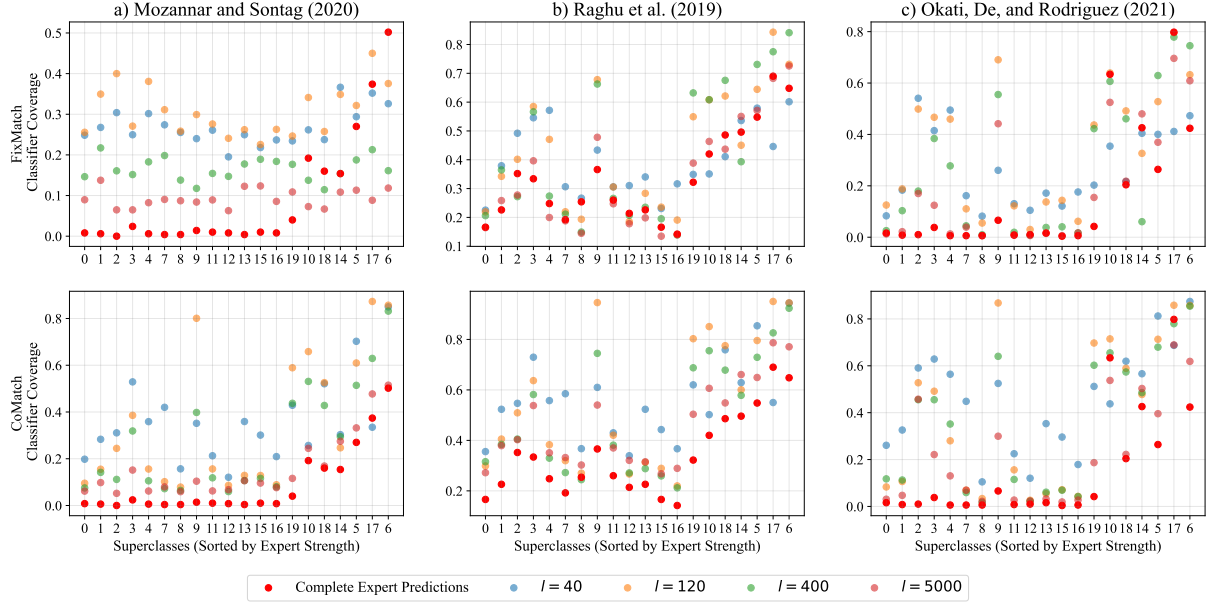 a) Mozannar and Sontag (2020)
b) Raghu et al. (2019)
c) Okati, De, and Rodriguez (2021)
FixMatch
Classifier Coverage
0.5
0.4
0.3
0.2
0.1
0.0
0 1 2 3 4 7 8 9 11 12 13 15 16 19 10 18 14 5 17 6
0.8
0.7
0.6
0.5
0.4
0.3
0.2
0.1
0 1 2 3 4 7 8 9 11 12 13 15 16 19 10 18 14 5 17 6
0.8
0.6
0.4
0.2
0.0
0 1 2 3 4 7 8 9 11 12 13 15 16 19 10 18 14 5 17 6
CoMatch
Classifier Coverage
0.8
0.6
0.4
0.2
0.0
0 1 2 3 4 7 8 9 11 12 13 15 16 19 10 18 14 5 17 6
Superclasses (Sorted by Expert Strength)
0.8
0.6
0.4
0.2
0 1 2 3 4 7 8 9 11 12 13 15 16 19 10 18 14 5 17 6
Superclasses (Sorted by Expert Strength)
0.8
0.6
0.4
0.2
0.0
0 1 2 3 4 7 8 9 11 12 13 15 16 19 10 18 14 5 17 6
Superclasses (Sorted by Expert Strength)
Complete Expert Predictions l = 40 l = 120 l = 400 l = 5000